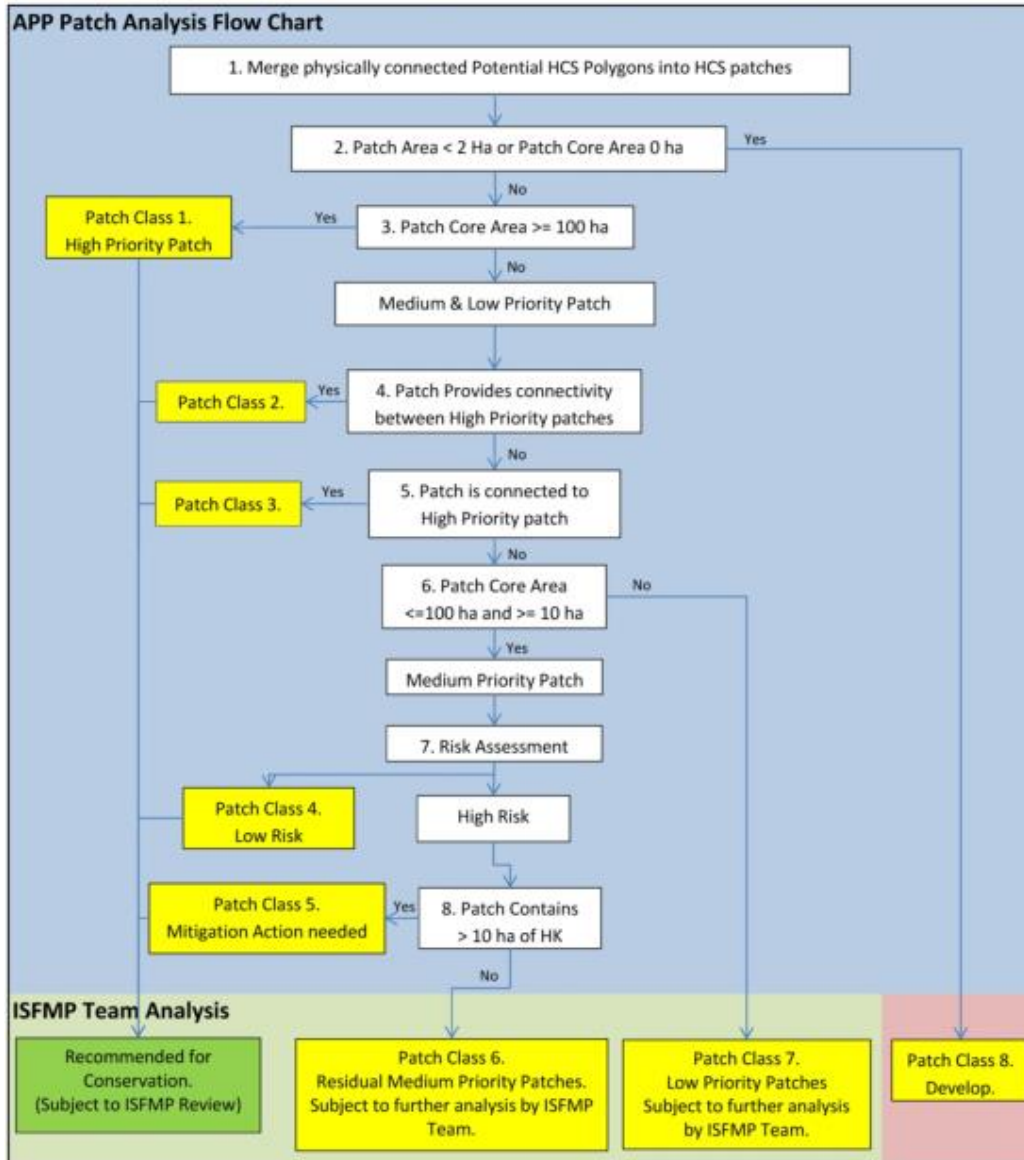 APP Patch Analysis Flow Chart
1. Merge physically connected Potential HCS Polygons into HCS patches
2. Patch Area < 2 Ha or Patch Core Area 0 ha
Yes
No
Patch Class 1.
High Priority Patch
Yes
3. Patch Core Area >= 100 ha
No
Medium & Low Priority Patch
Patch Class 2.
Yes
4. Patch Provides connectivity
between High Priority patches
No
Patch Class 3.
Yes
5. Patch is connected to
High Priority patch
No
6. Patch Core Area
<=100 ha and >= 10 ha
No
Yes
Medium Priority Patch
7. Risk Assessment
Patch Class 4.
Low Risk
High Risk
Patch Class 5.
Mitigation Action needed
Yes
8. Patch Contains
> 10 ha of HK
No
ISFMP Team Analysis
Recommended for
Conservation.
(Subject to ISFMP Review)
Patch Class 6.
Residual Medium Priority Patches.
Subject to further analysis by ISFMP
Team.
Patch Class 7.
Low Priority Patches
Subject to further analysis
by ISFMP Team.
Patch Class 8.
Develop.